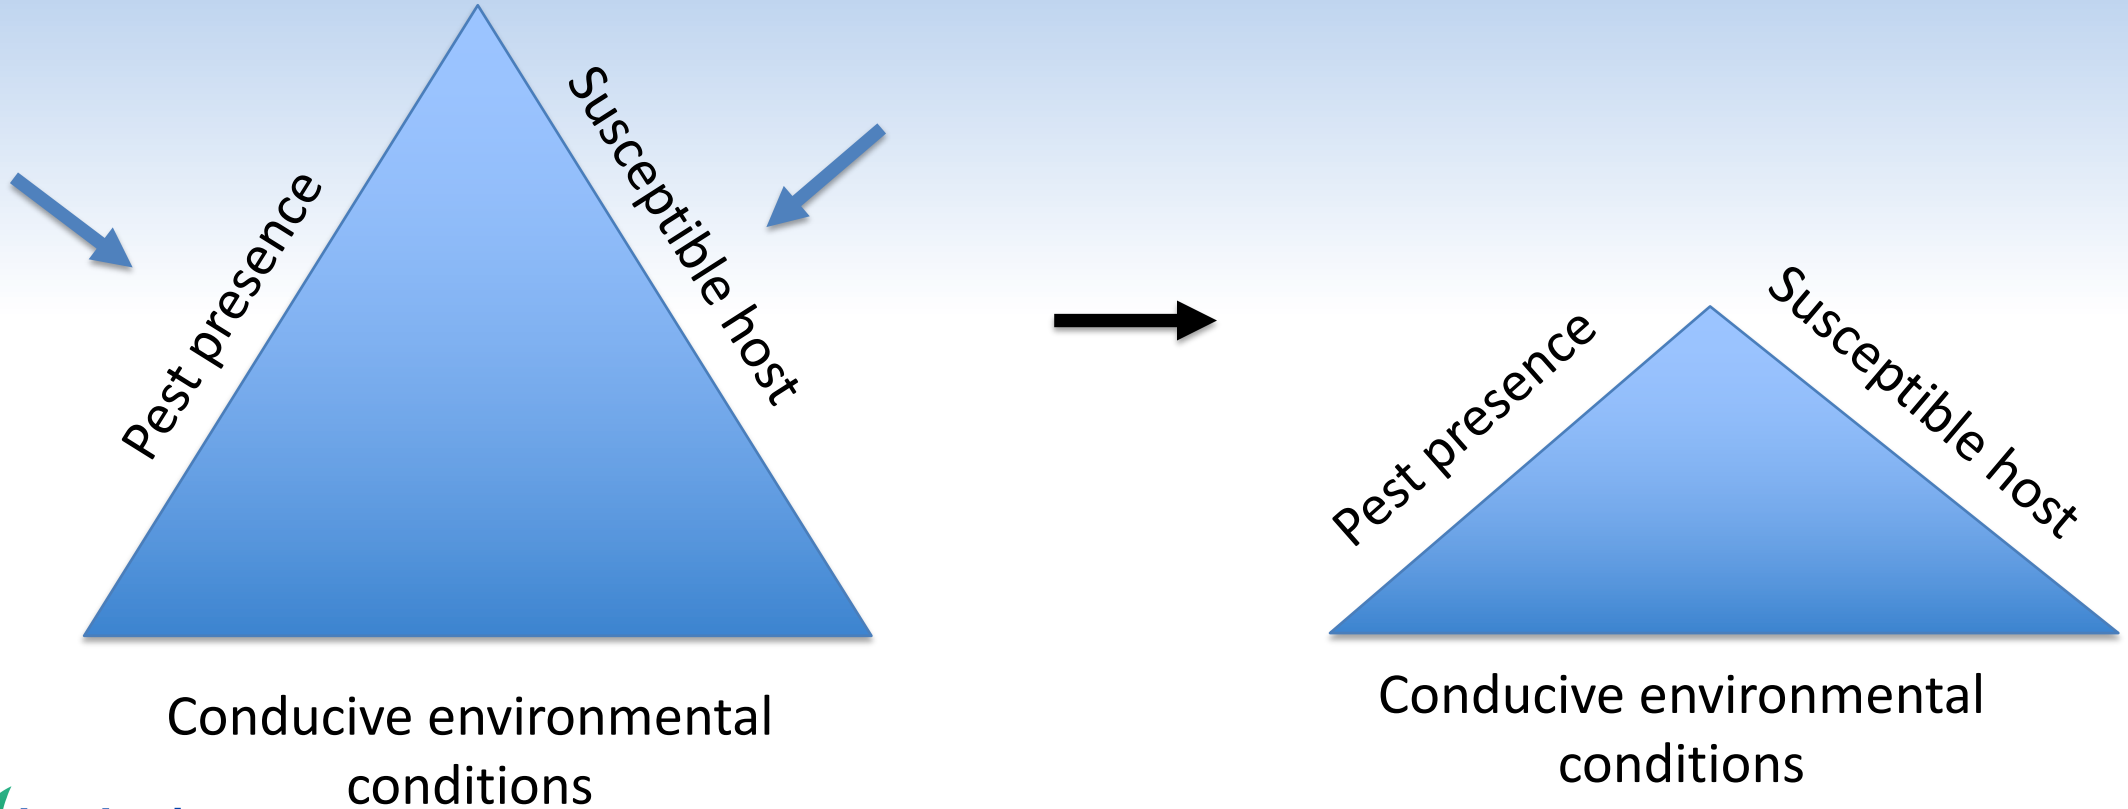 Pest presence
Susceptible host
Conducive environmental
conditions
Pest presence
Susceptible host
Conducive environmental
conditions